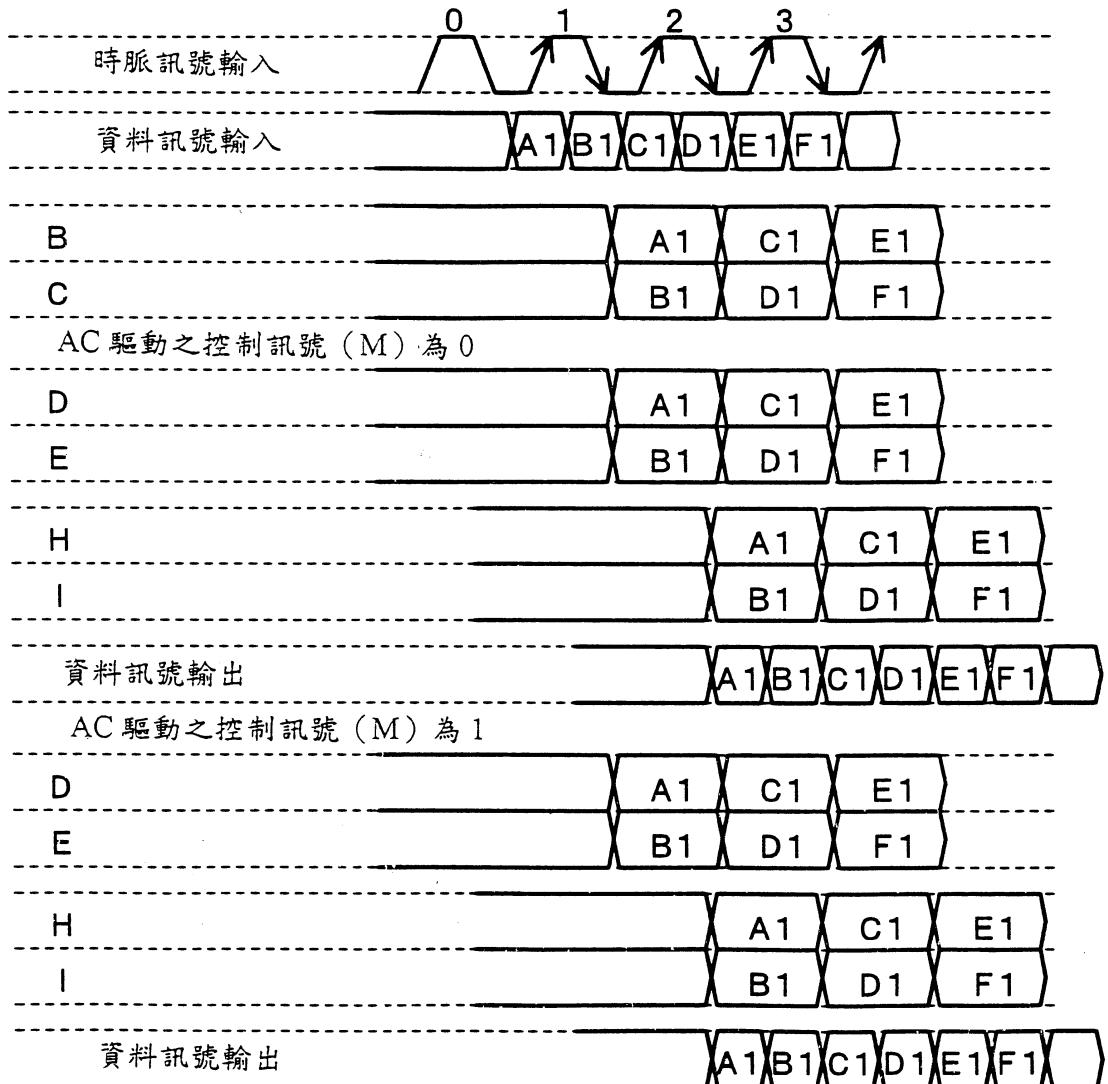 0 1 2 3
時脈訊號輸入
資料訊號輸入 A1 B1 C1 D1 E1 F1
B A1 C1 E1
C B1 D1 F1
AC 驅動之控制訊號（M）為 0
D A1 C1 E1
E B1 D1 F1
H A1 C1 E1
I B1 D1 F1
資料訊號輸出 A1 B1 C1 D1 E1 F1
AC 驅動之控制訊號（M）為 1
D A1 C1 E1
E B1 D1 F1
H A1 C1 E1
I B1 D1 F1
資料訊號輸出 A1 B1 C1 D1 E1 F1